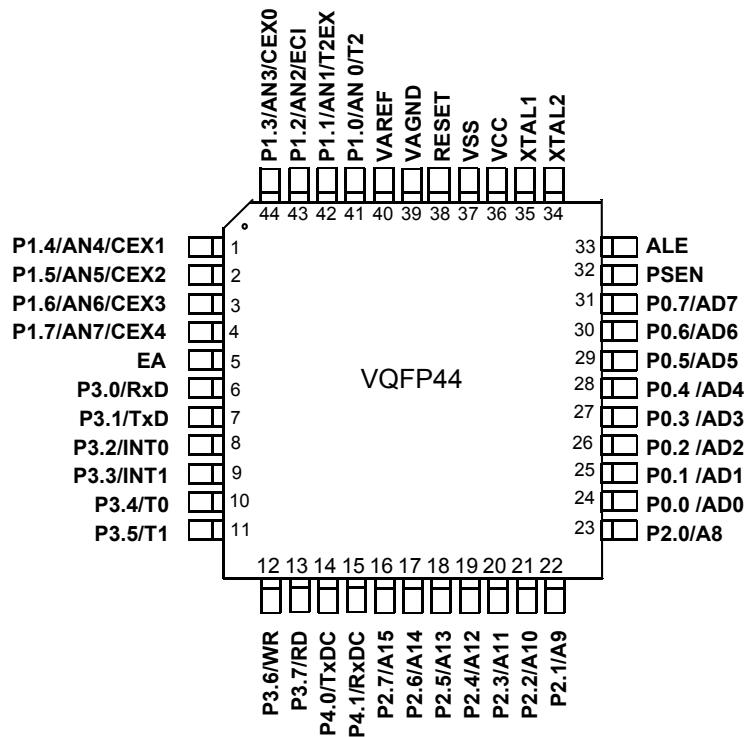 P1.3/AN3/CEX0
P1.2/AN2/ECI
P1.1/AN1/T2EX
P1.0/AN 0/T2
VAREF
VAGND
RESET
VSS
VCC
XTAL1
XTAL2
44 43 42 41 40 39 38 37 36 35 34
P1.4/AN4/CEX1 1
P1.5/AN5/CEX2 2
P1.6/AN6/CEX3 3
P1.7/AN7/CEX4 4
EA 5
P3.0/RxD 6
P3.1/TxD 7
P3.2/INT0 8
P3.3/INT1 9
P3.4/T0 10
P3.5/T1 11
VQFP44
33 ALE
32 PSEN
31 P0.7/AD7
30 P0.6/AD6
29 P0.5/AD5
28 P0.4 /AD4
27 P0.3 /AD3
26 P0.2 /AD2
25 P0.1 /AD1
24 P0.0 /AD0
23 P2.0/A8
12 13 14 15 16 17 18 19 20 21 22
P3.6/WR
P3.7/RD
P4.0/TxDC
P4.1/RxDC
P2.7/A15
P2.6/A14
P2.5/A13
P2.4/A12
P2.3/A11
P2.2/A10
P2.1/A9